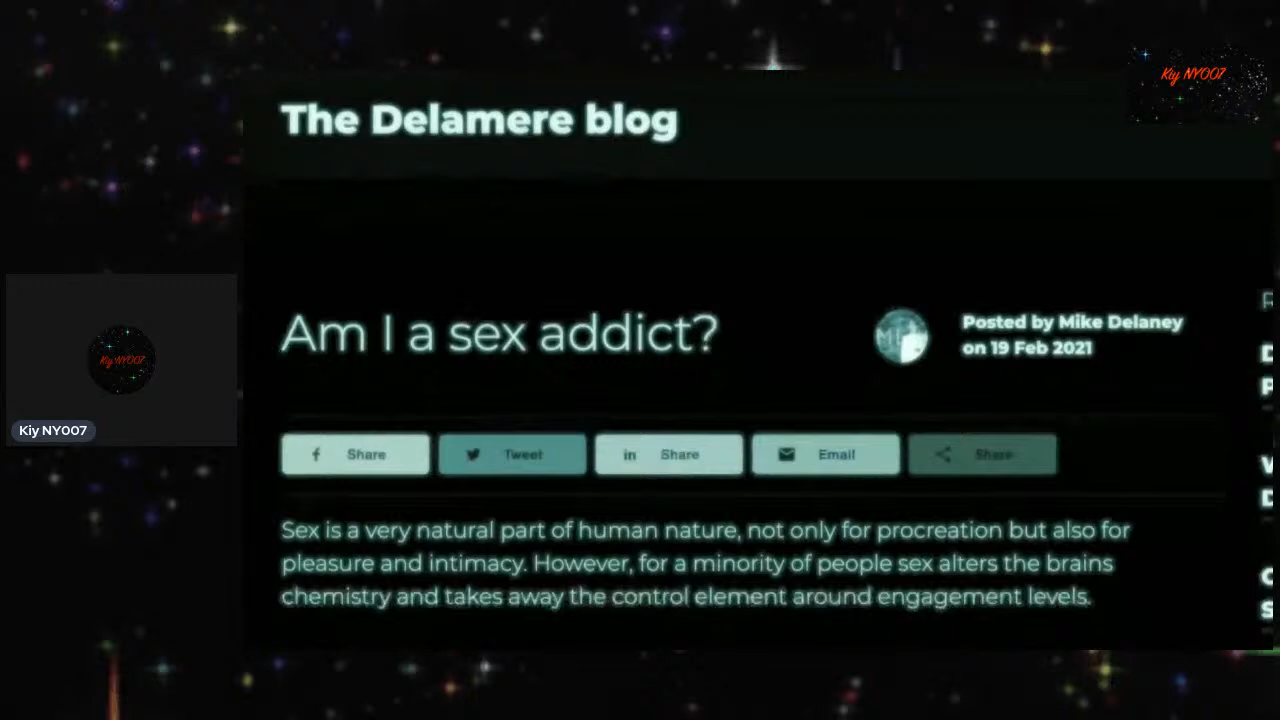 Kiy NY007
The Delamere blog
Am I a sex addict?
Posted by Mike Delaney
on 19 Feb 2021
Share
Tweet
Share
Email
Share
Sex is a very natural part of human nature, not only for procreation but also for
pleasure and intimacy. However, for a minority of people sex alters the brains
chemistry and takes away the control element around engagement levels.
Kiy NY007
Kiy NY007